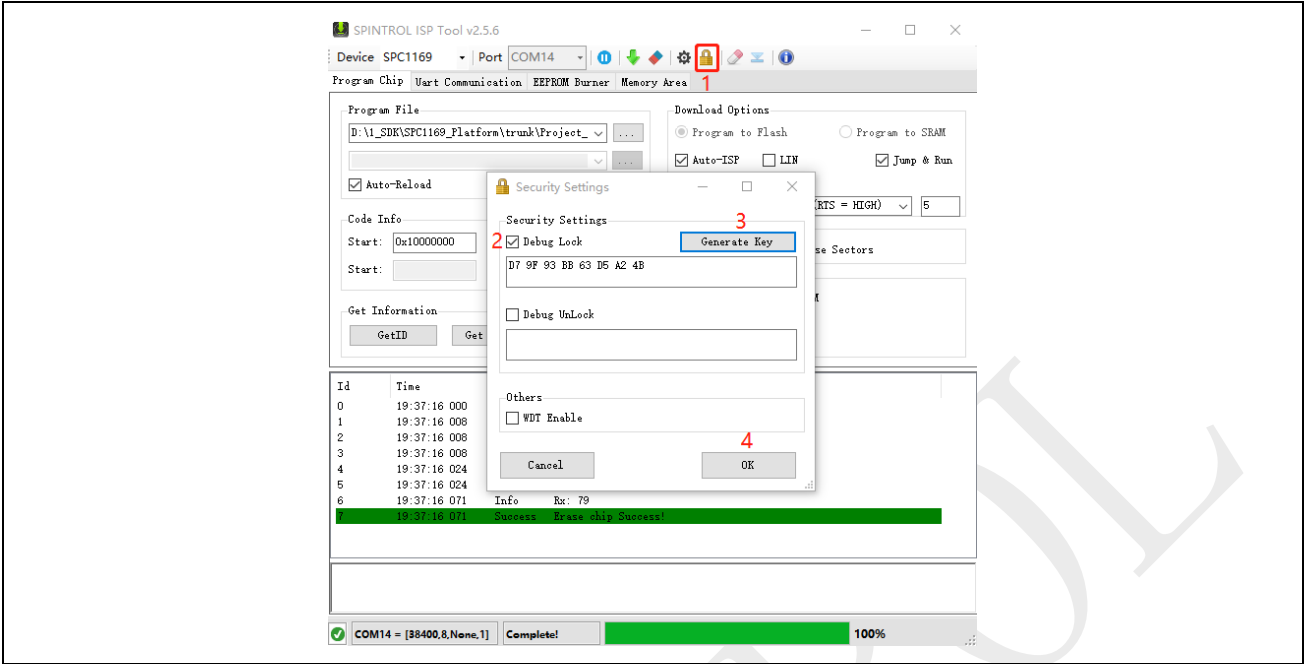 SPINTROL ISP Tool v2.5.6
Device SPC1169 Port COM14
1
Program Chip Uart Communication EEPROM Burner Memory Area
Program File
D:\1_SDK\SPC1169_Platform\trunk\Project_ ...
...
Auto-Reload
Download Options
Program to Flash Program to SRAM
Auto-ISP LIN Jump & Run
(RTS = HIGH) 5
Code Info
Start: 0x10000000
Start:
se Sectors
Get Information
GetID Get
Security Settings
Security Settings
3
2 Debug Lock Generate Key
D7 9F 93 BB 63 D5 A2 4B
Debug UnLock
Others
WDT Enable
4
Cancel OK
Id Time
0 19:37:16 000
1 19:37:16 008
2 19:37:16 008
3 19:37:16 008
4 19:37:16 024
5 19:37:16 024
6 19:37:16 071 Info Rx: 79
7 19:37:16 071 Success Erase chip Success!
COM14 = [38400,8,None,1] Complete! 100%
OL